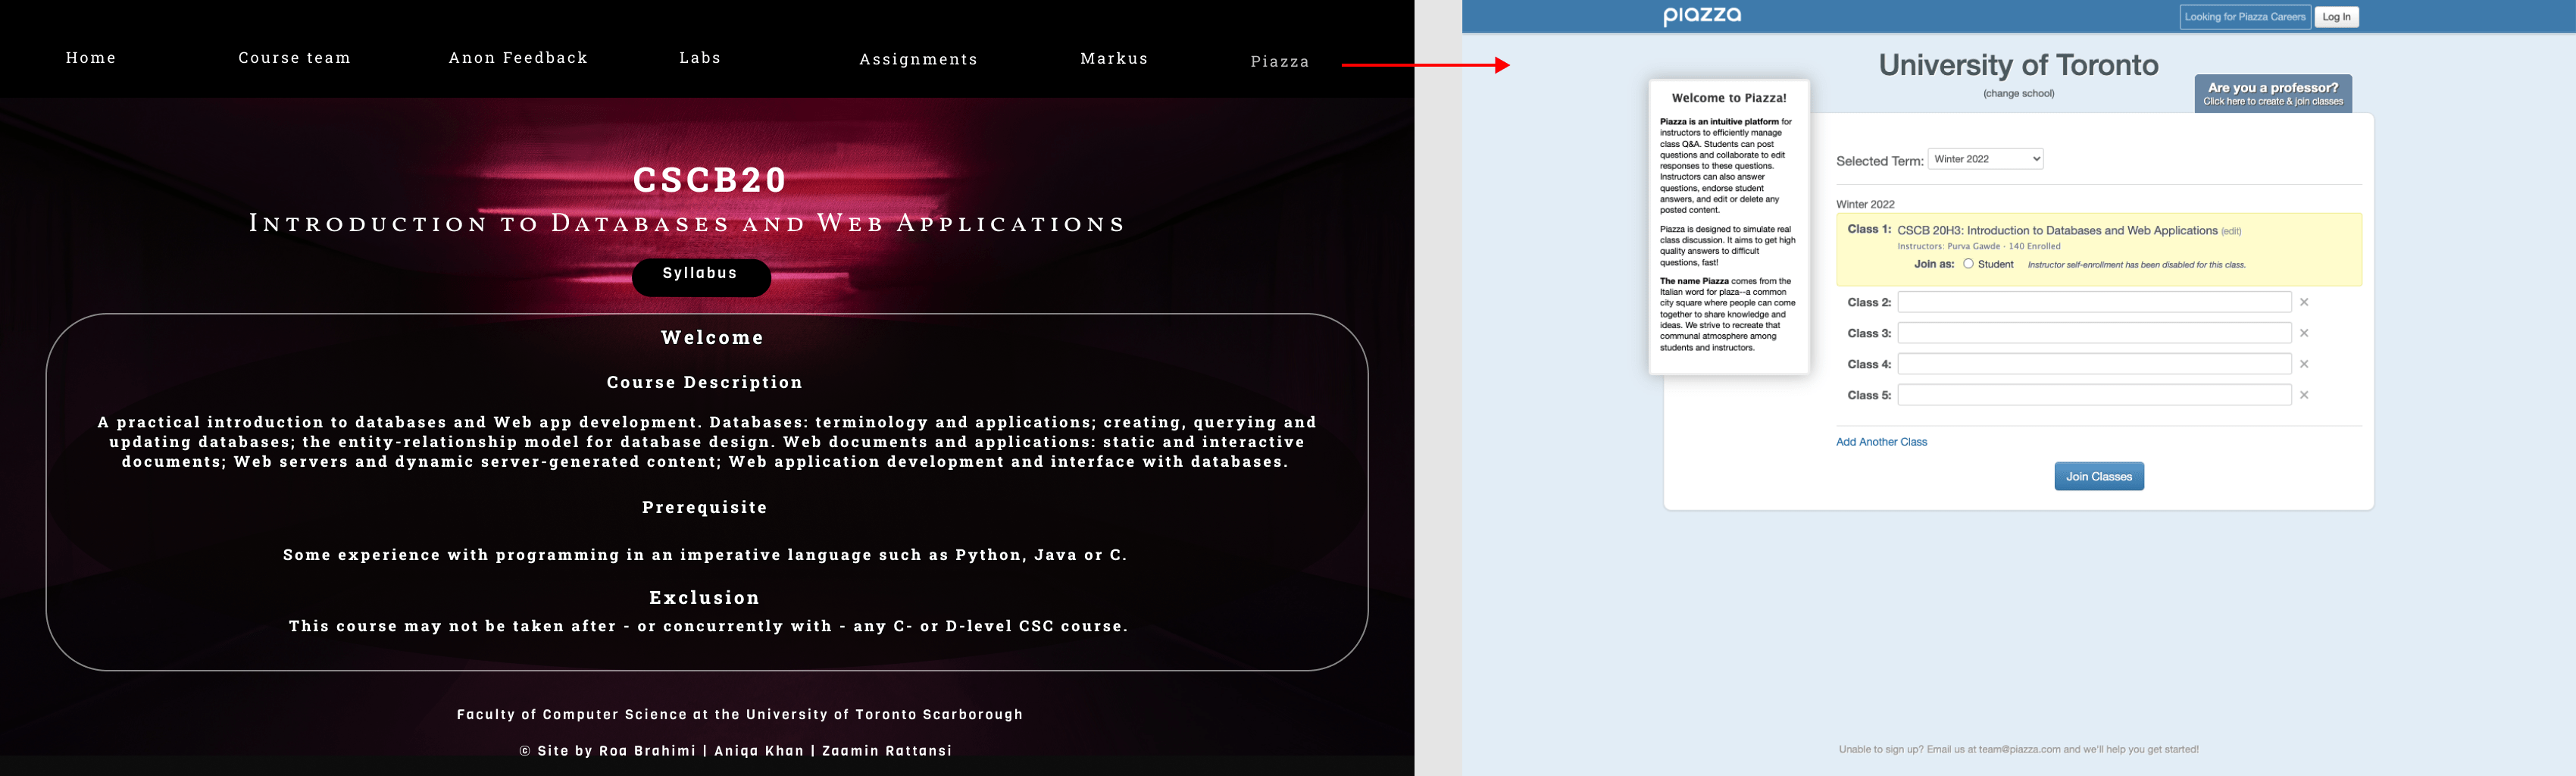 Home Course team Anon Feedback Labs Assignments Markus Piazza
CSCB20
Introduction to Databases and Web Applications
Syllabus
Welcome
Course Description
A practical introduction to databases and Web app development. Databases: terminology and applications; creating, querying and
updating databases; the entity-relationship model for database design. Web documents and applications: static and interactive
documents; Web servers and dynamic server-generated content; Web application development and interface with databases.
Prerequisite
Some experience with programming in an imperative language such as Python, Java or C.
Exclusion
This course may not be taken after - or concurrently with - any C- or D-level CSC course.
Faculty of Computer Science at the University of Toronto Scarborough
© Site by Roa Brahimi | Aniqa Khan | Zaamin Rattansi
piazza
Looking for Piazza Careers
Log In
University of Toronto
(change school)
Are you a professor?
Click here to create & join classes
Welcome to Piazza!
Piazza is an intuitive platform for
instructors to efficiently manage
class Q&A. Students can post
questions and collaborate to edit
responses to these questions.
Instructors can also answer
questions, endorse student
answers, and edit or delete any
posted content.
Piazza is designed to simulate real
class discussion. It aims to get high
quality answers to difficult
questions, fast!
The name Piazza comes from the
Italian word for plaza--a common
city square where people can come
together to share knowledge and
ideas. We strive to recreate that
communal atmosphere among
students and instructors.
Selected Term: Winter 2022
Winter 2022
Class 1: CSCB 20H3: Introduction to Databases and Web Applications (edit)
Instructors: Purva Gawde - 140 Enrolled
Join as: Student Instructor self-enrollment has been disabled for this class.
Class 2:
Class 3:
Class 4:
Class 5:
Add Another Class
Join Classes
Unable to sign up? Email us at team@piazza.com and we'll help you get started!